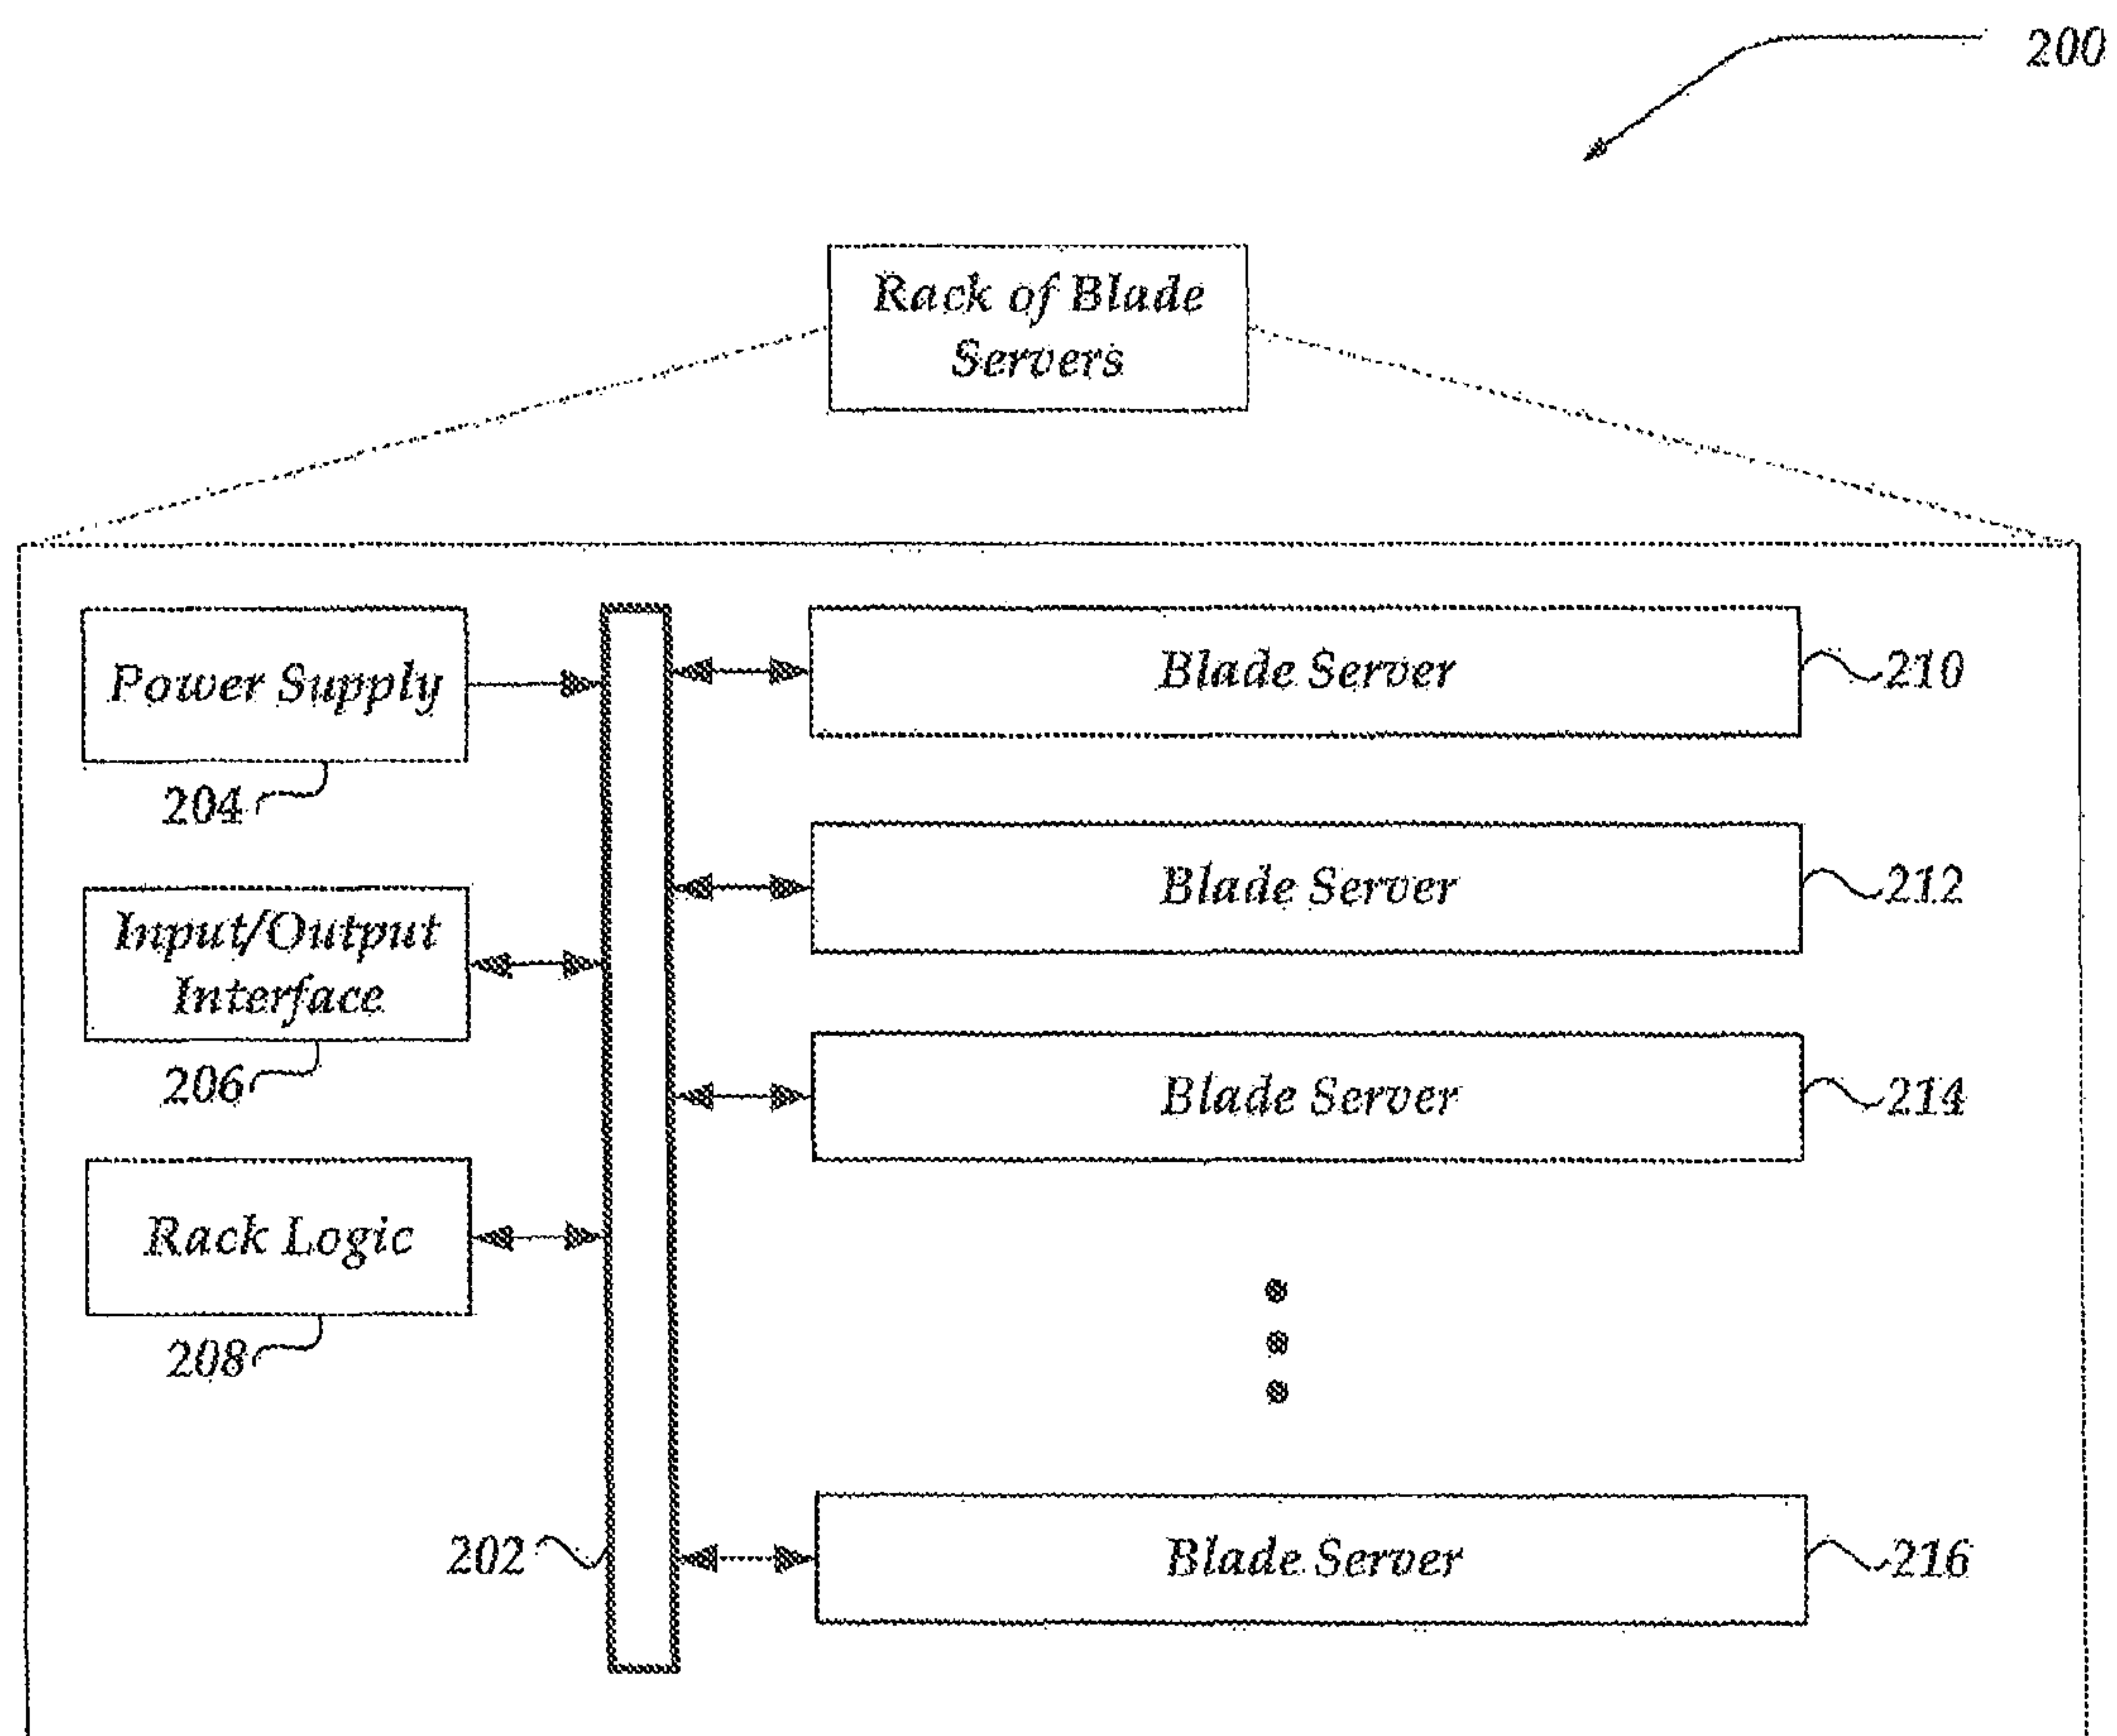 200
Rack of Blade
Servers
Power Supply
204
Input/Output
Interface
206
Rack Logic
208
202
Blade Server
210
Blade Server
212
Blade Server
214
Blade Server
216